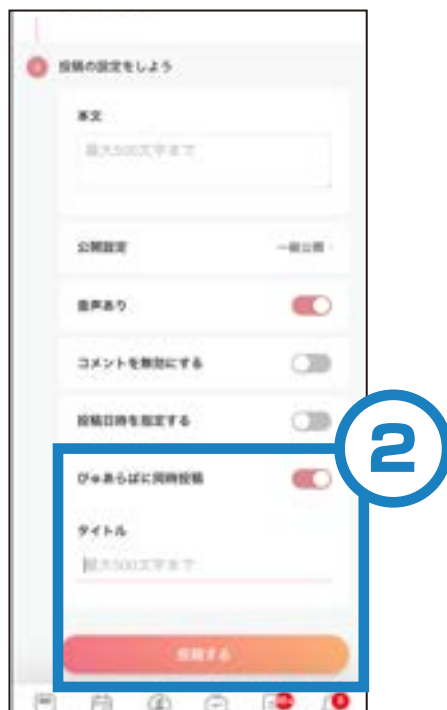 投稿の設定をしよう
本文
最大500文字まで
公開設定
一般公開
音声あり
コメントを無効にする
投稿日時を指定する
2
ぴゅあらばに同時投稿
タイトル
最大500文字まで
投稿する